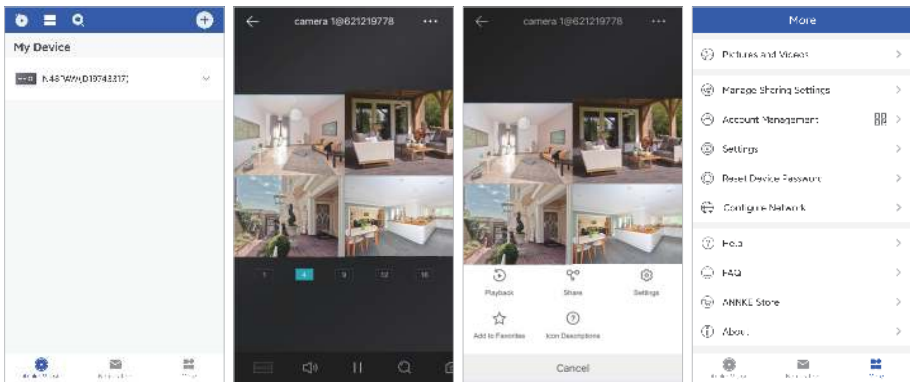 My Device
camera 1@621219778
1 4 9 12 16
camera 1@621219778
Playback Share Settings
Add to Favorites Icon Descriptions
Cancel
More
Pictures and Videos
Manage Sharing Settings
Account Management
Settings
Reset Device Password
Configure Network
Help
FAQ
ANNKE Store
About